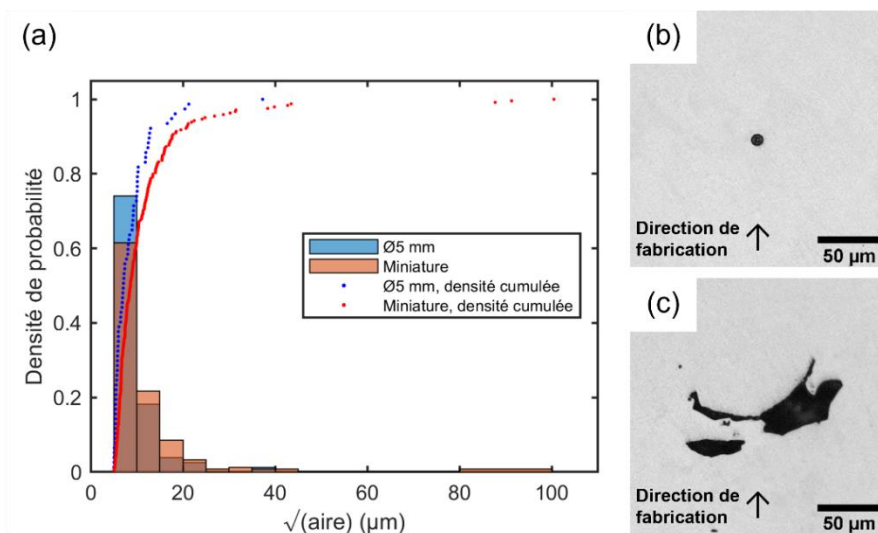 (a)
Densité de probabilité
1
0.8
0.6
0.4
0.2
0
0
20
40
60
80
100
√(aire) (µm)
Ø5 mm
Miniature
Ø5 mm, densité cumulée
Miniature, densité cumulée
(b)
Direction de
fabrication
50 µm
(c)
Direction de
fabrication
50 µm